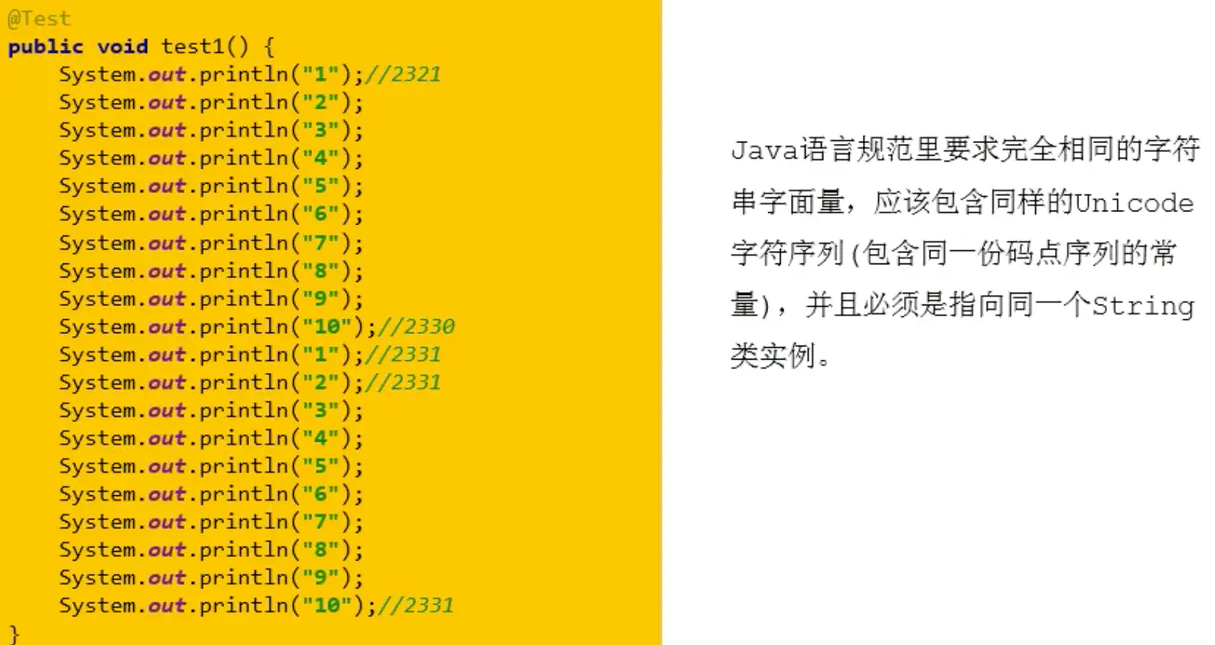 @Test
public void test1() {
    System.out.println("1");//2321
    System.out.println("2");
    System.out.println("3");
    System.out.println("4");
    System.out.println("5");
    System.out.println("6");
    System.out.println("7");
    System.out.println("8");
    System.out.println("9");
    System.out.println("10");//2330
    System.out.println("1");//2331
    System.out.println("2");//2331
    System.out.println("3");
    System.out.println("4");
    System.out.println("5");
    System.out.println("6");
    System.out.println("7");
    System.out.println("8");
    System.out.println("9");
    System.out.println("10");//2331
}
Java语言规范里要求完全相同的字符
串字面量，应该包含同样的Unicode
字符序列(包含同一份码点序列的常
量)，并且必须是指向同一个String
类实例。